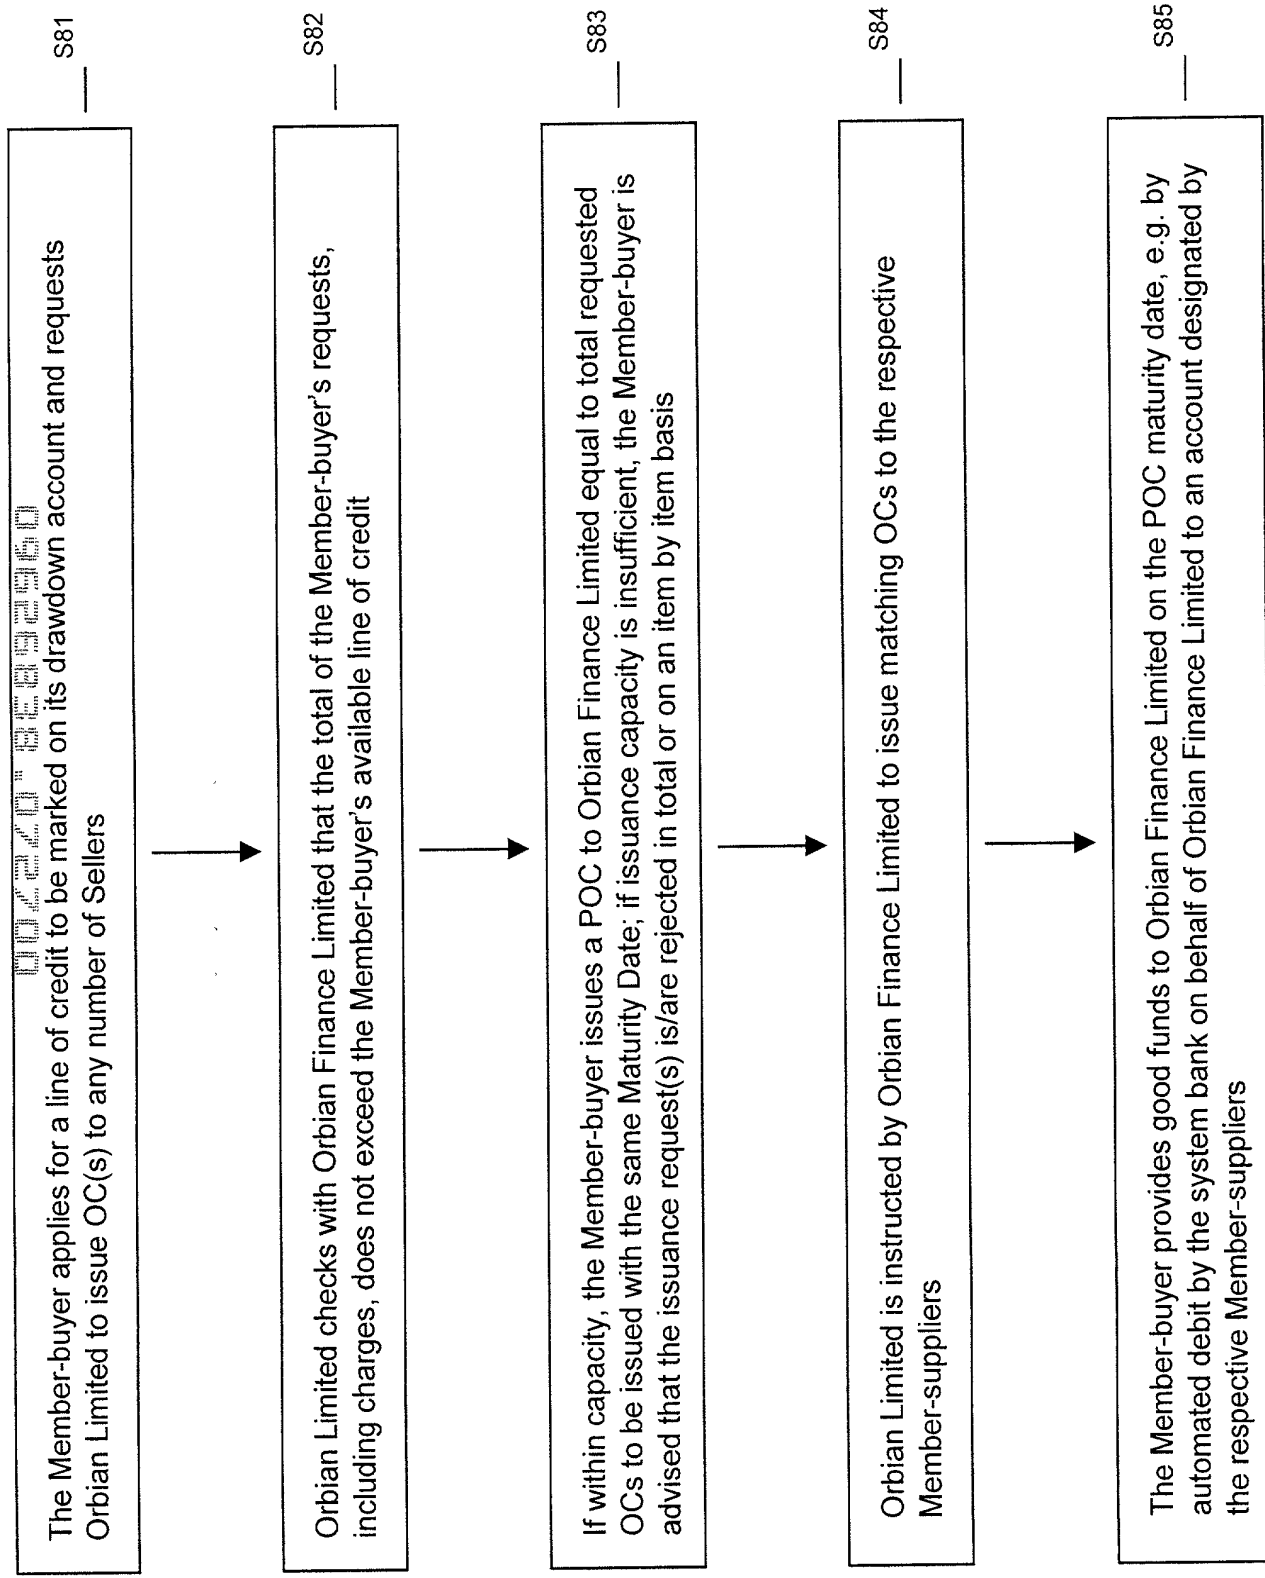 The Member-buyer applies for a line of credit to be marked on its drawdown account and requests
Orbian Limited to issue OC(s) to any number of Sellers
S81
Orbian Limited checks with Orbian Finance Limited that the total of the Member-buyer's requests,
including charges, does not exceed the Member-buyer's available line of credit
S82
If within capacity, the Member-buyer issues a POC to Orbian Finance Limited equal to total requested
OCs to be issued with the same Maturity Date; if issuance capacity is insufficient, the Member-buyer is
advised that the issuance request(s) is/are rejected in total or on an item by item basis
S83
Orbian Limited is instructed by Orbian Finance Limited to issue matching OCs to the respective
Member-suppliers
S84
The Member-buyer provides good funds to Orbian Finance Limited on the POC maturity date, e.g. by
automated debit by the system bank on behalf of Orbian Finance Limited to an account designated by
the respective Member-suppliers
S85